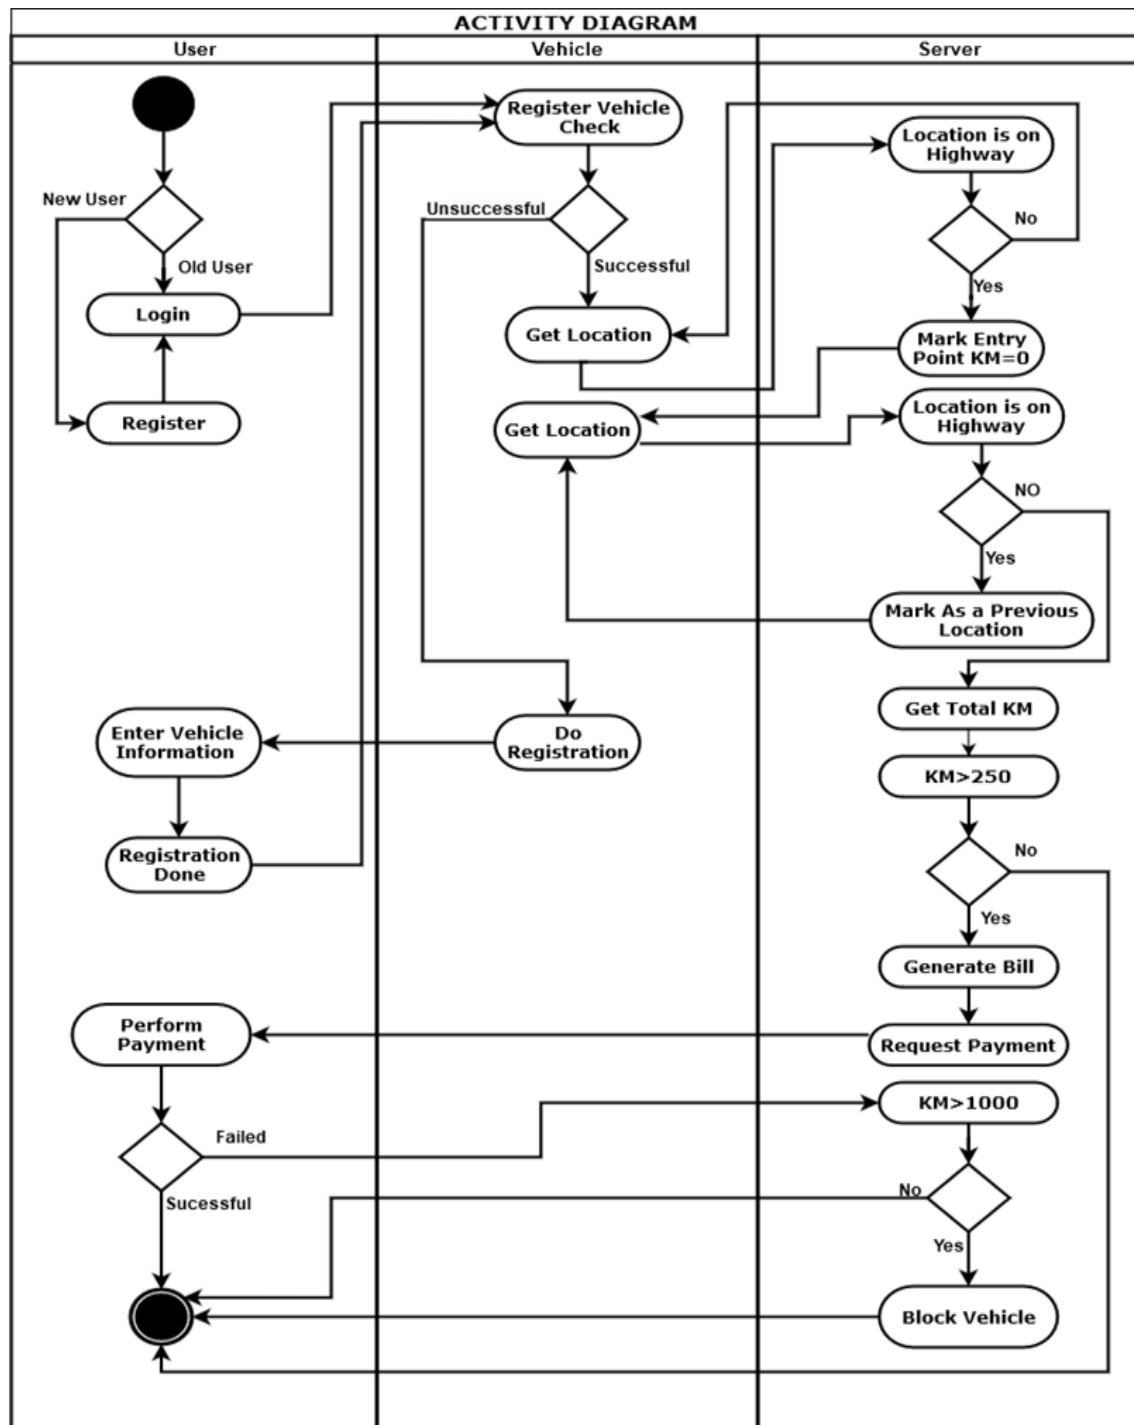 ACTIVITY DIAGRAM
User
Vehicle
Server
Register Vehicle
Check
Location is on
Highway
New User
Unsuccessful
No
Old User
Successful
Yes
Login
Get Location
Mark Entry
Point KM=0
Register
Get Location
Location is on
Highway
NO
Yes
Mark As a Previous
Location
Get Total KM
Enter Vehicle
Information
Do
Registration
KM>250
Registration
Done
No
Yes
Generate Bill
Perform
Payment
Request Payment
KM>1000
Failed
No
Sucessful
Yes
Block Vehicle